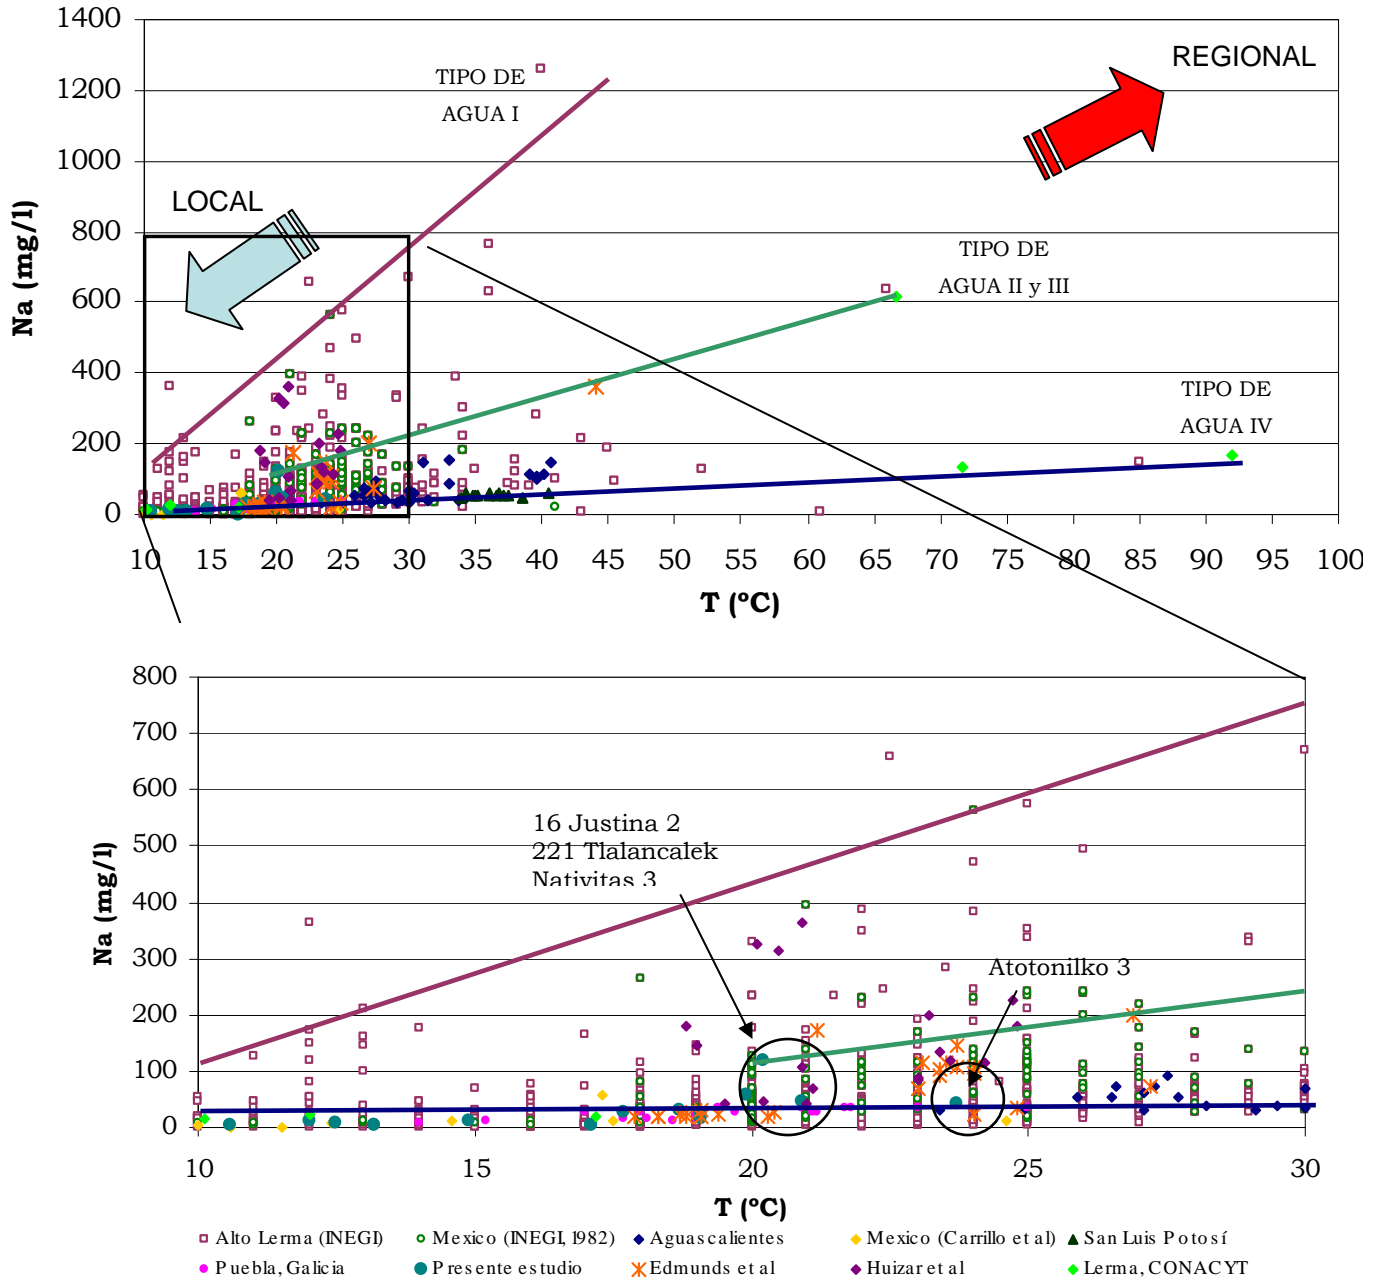 1400
1200
1000
800
600
400
200
0
Na (mg/l)
TIPO DE
AGUA I
REGIONAL
LOCAL
TIPO DE
AGUA II y III
TIPO DE
AGUA IV
10 15 20 25 30 35 40 45 50 55 60 65 70 75 80 85 90 95 100
T (ºC)
800
700
600
500
400
300
200
100
0
Na (mg/l)
16 Justina 2
221 Tlalancalek
Nativitas 3
Atotonilko 3
10 15 20 25 30
T (ºC)
Alto Lerma (INEGI) Mexico (INEGI, 1982) Aguascalientes Mexico (Carrillo et al) San Luis Potosí
Puebla, Galicia Presente estudio Edmunds et al Huizar et al Lerma, CONACYT